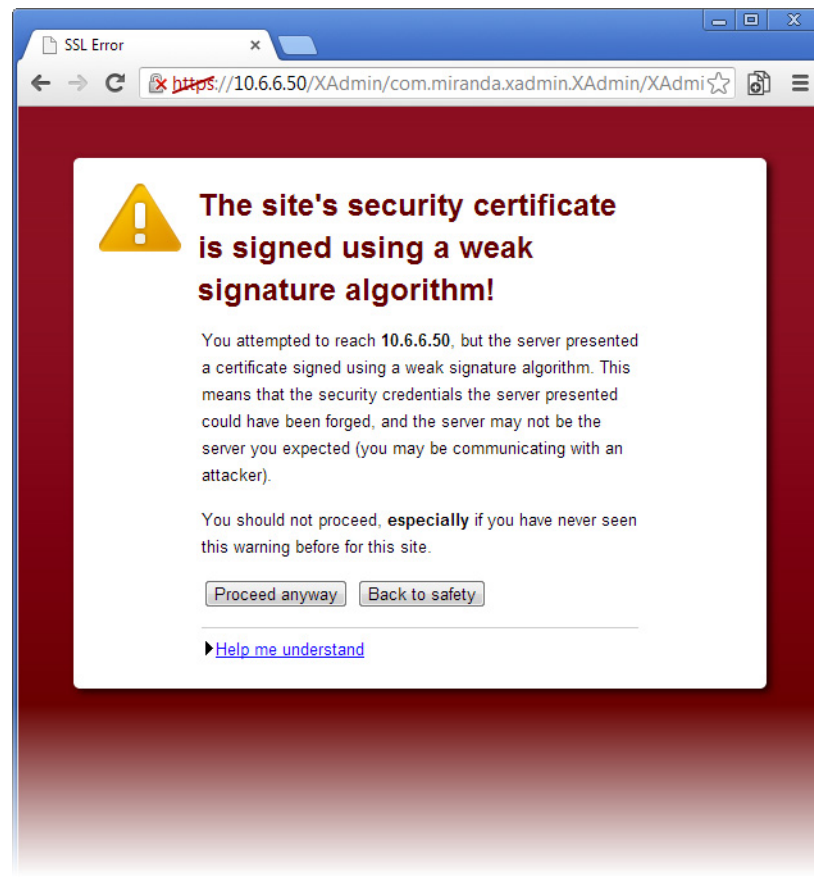 SSL Error
https://10.6.6.50/XAdmin/com.miranda.xadmin.XAdmin/XAdmi
The site's security certificate
is signed using a weak
signature algorithm!
You attempted to reach 10.6.6.50, but the server presented
a certificate signed using a weak signature algorithm. This
means that the security credentials the server presented
could have been forged, and the server may not be the
server you expected (you may be communicating with an
attacker).
You should not proceed, especially if you have never seen
this warning before for this site.
Proceed anyway Back to safety
Help me understand